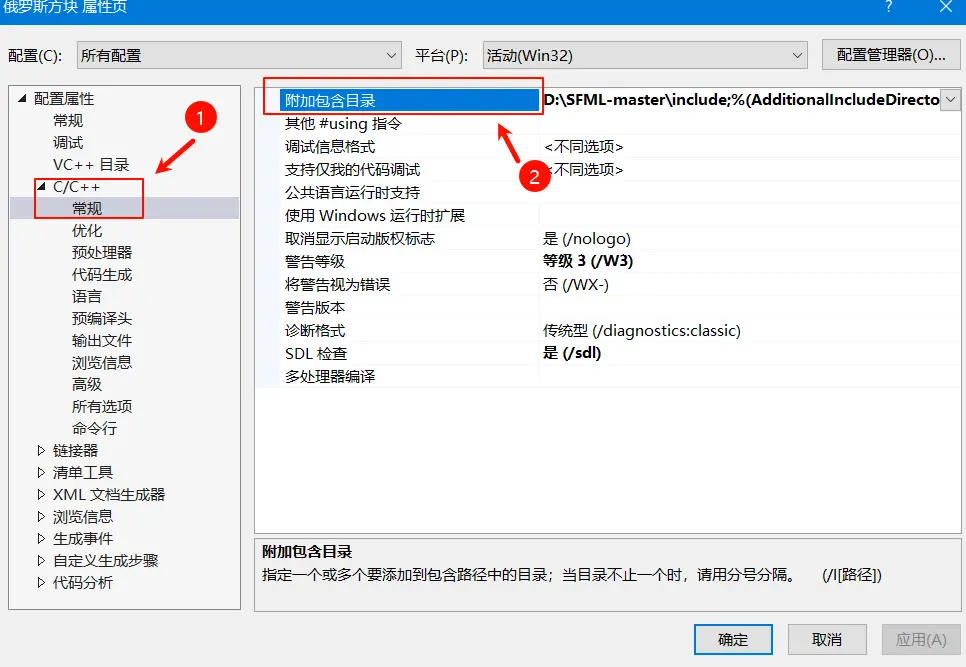 俄罗斯方块 属性页
?
配置(C): 所有配置 平台(P): 活动(Win32) 配置管理器(O)...
配置属性
常规
调试
VC++ 目录
C/C++
常规
优化
预处理器
代码生成
语言
预编译头
输出文件
浏览信息
高级
所有选项
命令行
链接器
清单工具
XML 文档生成器
浏览信息
生成事件
自定义生成步骤
代码分析
1
附加包含目录 D:\SFML-master\include;%(AdditionalIncludeDirecto
其他 #using 指令
调试信息格式 <不同选项>
支持仅我的代码调试 <不同选项>
2
公共语言运行时支持
使用 Windows 运行时扩展
取消显示启动版权标志 是 (/nologo)
警告等级 等级 3 (/W3)
将警告视为错误 否 (/WX-)
警告版本
诊断格式 传统型 (/diagnostics:classic)
SDL 检查 是 (/sdl)
多处理器编译
附加包含目录
指定一个或多个要添加到包含路径中的目录；当目录不止一个时，请用分号分隔。 (/I[路径])
确定 取消 应用(A)